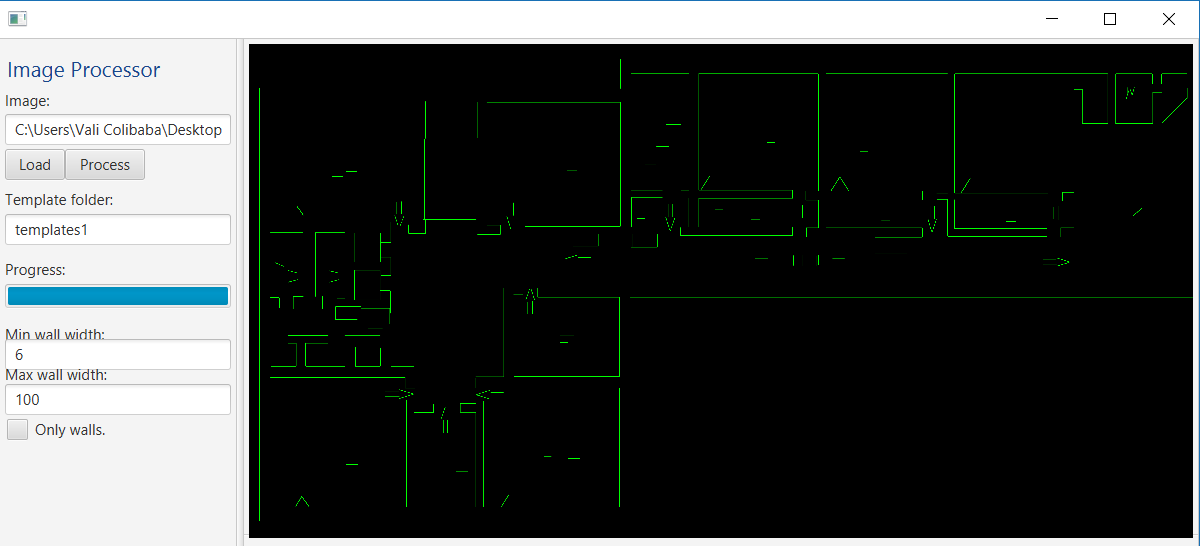 Image Processor
Image:
C:\Users\Vali Colibaba\Desktop
Load Process
Template folder:
templates1
Progress:
Min wall width:
6
Max wall width:
100
Only walls.